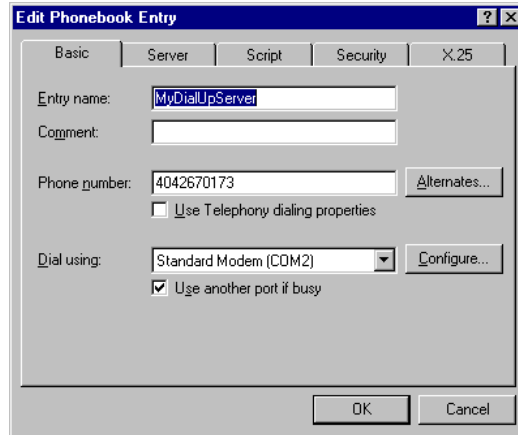 Edit Phonebook Entry
Basic Server Script Security X.25
Entry name: MyDialUpServer
Comment:
Phone number: 4042670173 Alternates...
Use Telephony dialing properties
Dial using: Standard Modem (COM2) Configure...
Use another port if busy
OK Cancel